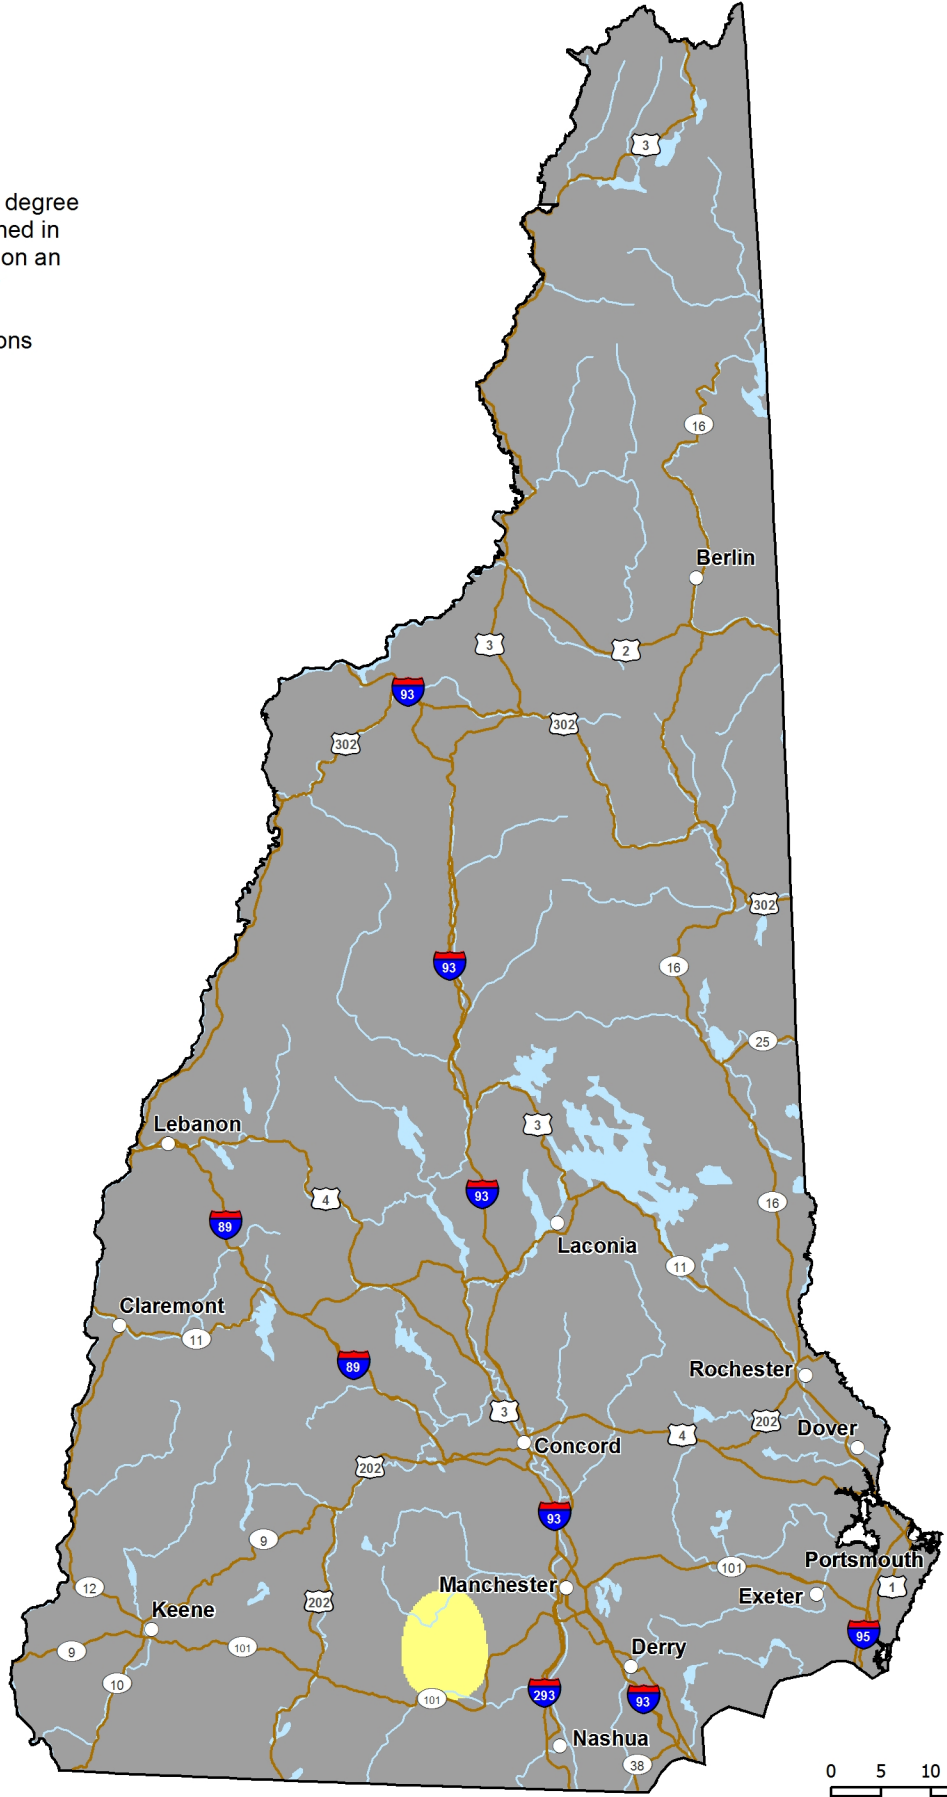 3
degree
ned in
on an
ons
16
Berlin
3
2
93
302
302
302
93
16
25
Lebanon
3
4
93
16
89
Laconia
11
Claremont
11
89
Rochester
3
202
Dover
4
Concord
202
93
9
Portsmouth
101
Manchester
12
1
Exeter
202
Keene
95
Derry
9
101
10
101
293
93
Nashua
38
0 5 10